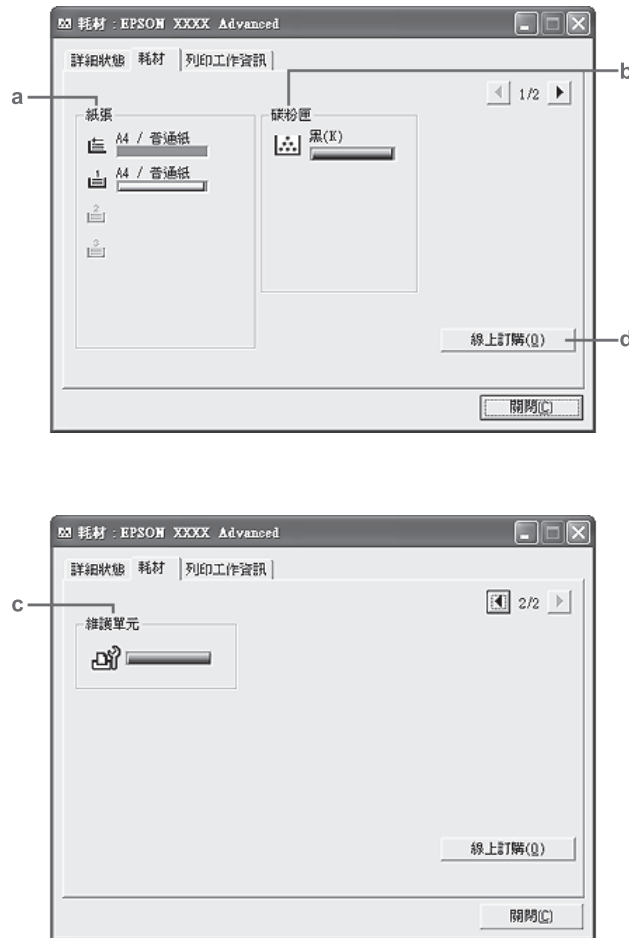 耗材 : EPSON XXXX Advanced
詳細狀態 耗材 列印工作資訊
b
1/2
a
紙張
碳粉匣
A4 / 普通紙
黑(K)
1
A4 / 普通紙
2
3
線上訂購(O)
d
關閉(C)
耗材 : EPSON XXXX Advanced
詳細狀態 耗材 列印工作資訊
c
2/2
維護單元
線上訂購(O)
關閉(C)